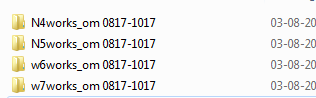 N4works_om 0817-1017 03-08-20
N5works_om 0817-1017 03-08-20
w6works_om 0817-1017 03-08-20
w7works_om 0817-1017 03-08-20